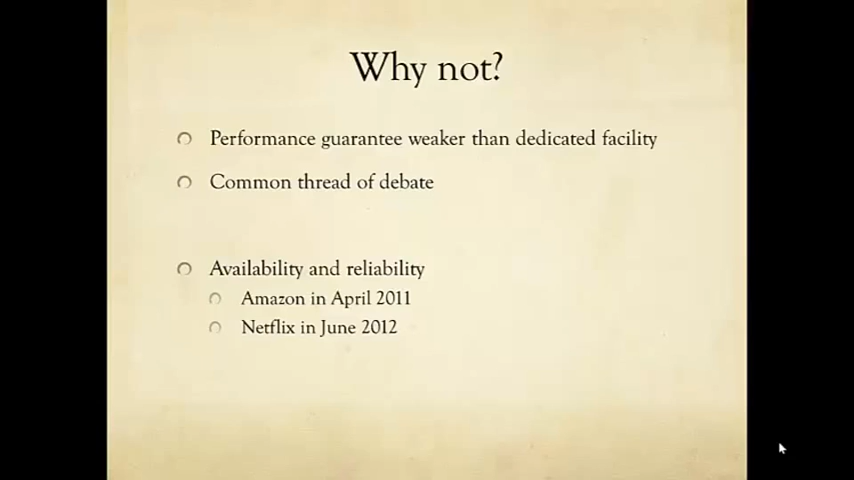 Why not?
Performance guarantee weaker than dedicated facility
Common thread of debate
Availability and reliability
Amazon in April 2011
Netflix in June 2012